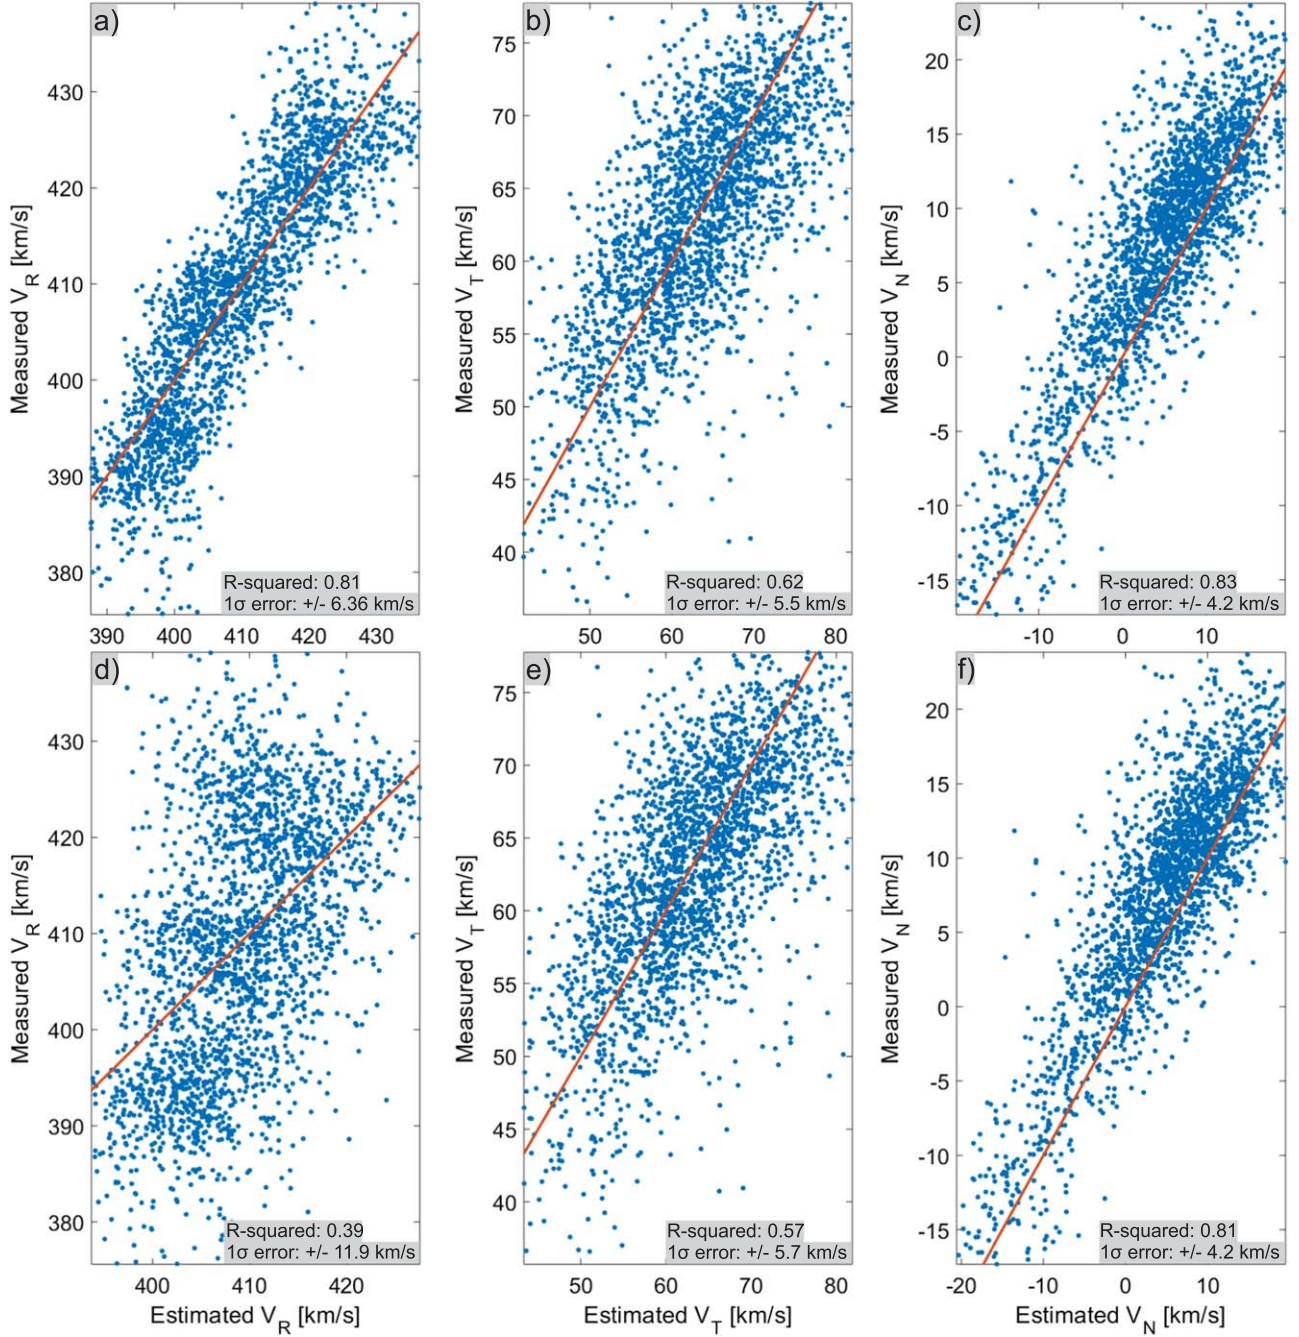 a)
Measured V_R [km/s]
430
420
410
400
390
380
390 400 410 420 430
R-squared: 0.81
1σ error: +/- 6.36 km/s
b)
Measured V_T [km/s]
75
70
65
60
55
50
45
40
50 60 70 80
R-squared: 0.62
1σ error: +/- 5.5 km/s
c)
Measured V_N [km/s]
20
15
10
5
0
-5
-10
-15
-10 0 10
R-squared: 0.83
1σ error: +/- 4.2 km/s
d)
Measured V_R [km/s]
430
420
410
400
390
380
400 410 420
Estimated V_R [km/s]
R-squared: 0.39
1σ error: +/- 11.9 km/s
e)
Measured V_T [km/s]
75
70
65
60
55
50
45
40
50 60 70 80
Estimated V_T [km/s]
R-squared: 0.57
1σ error: +/- 5.7 km/s
f)
Measured V_N [km/s]
20
15
10
5
0
-5
-10
-15
-20 -10 0 10
Estimated V_N [km/s]
R-squared: 0.81
1σ error: +/- 4.2 km/s